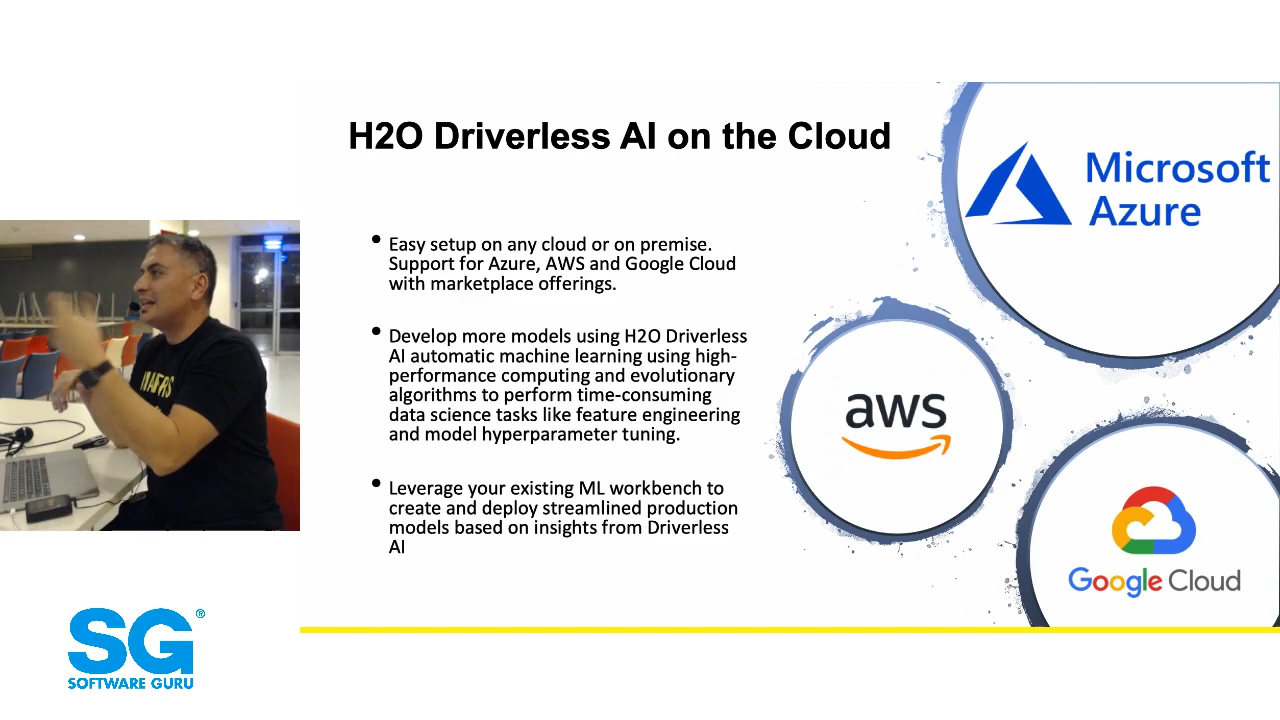 H2O Driverless AI on the Cloud
• Easy setup on any cloud or on premise.
Support for Azure, AWS and Google Cloud
with marketplace offerings.
• Develop more models using H2O Driverless
AI automatic machine learning using high-
performance computing and evolutionary
algorithms to perform time-consuming
data science tasks like feature engineering
and model hyperparameter tuning.
• Leverage your existing ML workbench to
create and deploy streamlined production
models based on insights from Driverless
AI
Microsoft
Azure
aws
Google Cloud
SG®
SOFTWARE GURU